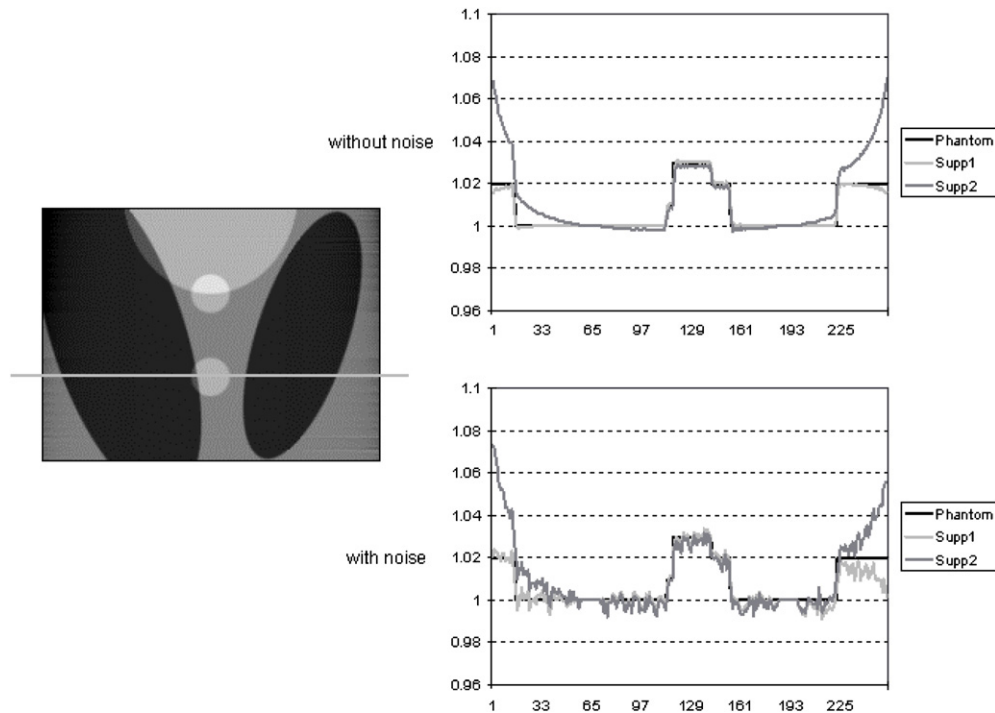 1.1
1.08
1.06
1.04
1.02
1
0.98
0.96
1 33 65 97 129 161 193 225
without noise
Phantom
Supp1
Supp2
1.1
1.08
1.06
1.04
1.02
1
0.98
0.96
1 33 65 97 129 161 193 225
with noise
Phantom
Supp1
Supp2